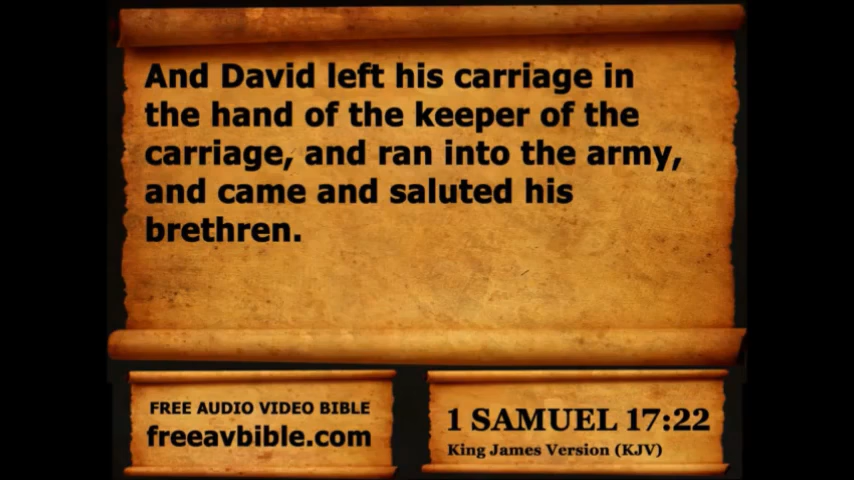 And David left his carriage in
the hand of the keeper of the
carriage, and ran into the army,
and came and saluted his
brethren.
FREE AUDIO VIDEO BIBLE
freeavbible.com
1 SAMUEL 17:22
King James Version (KJV)